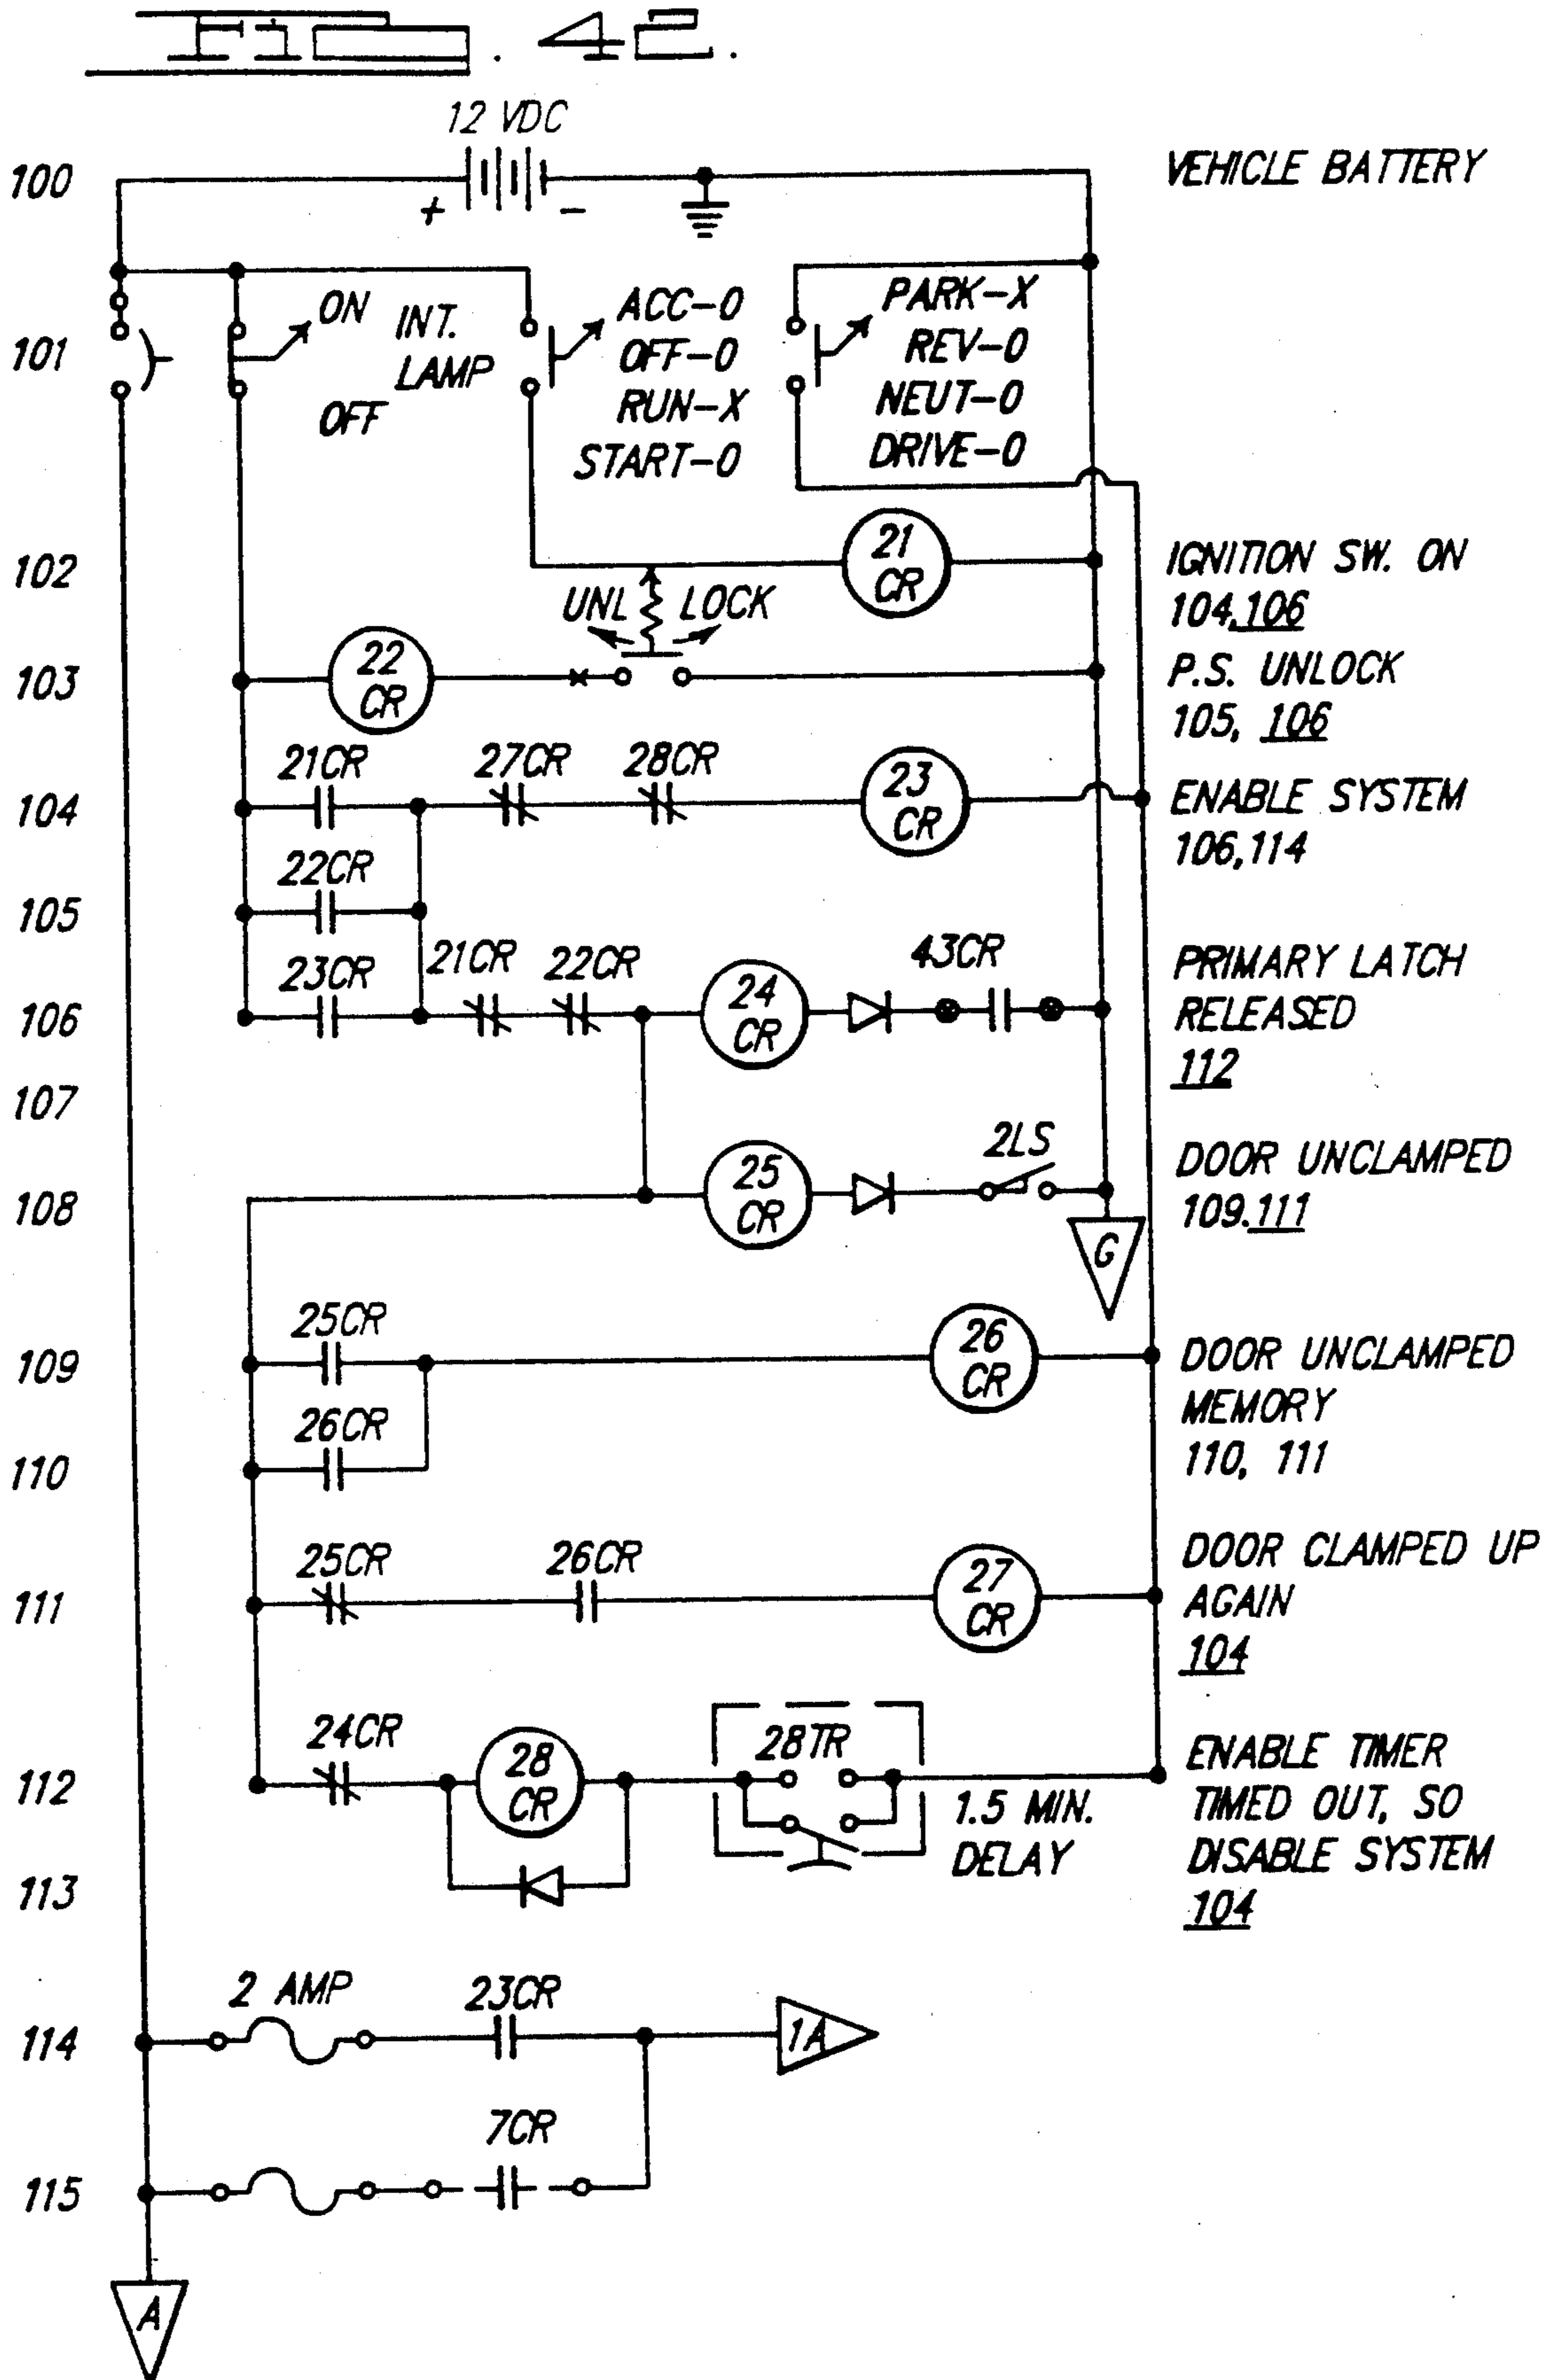 FIG. 42.
12 VDC
100
+
−
VEHICLE BATTERY
101
ON
INT.
LAMP
OFF
ACC-0
OFF-0
RUN-X
START-0
PARK-X
REV-0
NEUT-0
DRIVE-0
102
21
CR
IGNITION SW. ON
104,106
UNL
LOCK
103
22
CR
P.S. UNLOCK
105, 106
104
21CR
27CR
28CR
23
CR
ENABLE SYSTEM
106,114
105
22CR
106
23CR
21CR
22CR
24
CR
43CR
PRIMARY LATCH
RELEASED
112
107
108
25
CR
2LS
DOOR UNCLAMPED
109.111
G
109
25CR
26
CR
DOOR UNCLAMPED
MEMORY
110, 111
110
26CR
111
25CR
26CR
27
CR
DOOR CLAMPED UP
AGAIN
104
112
24CR
28
CR
28TR
1.5 MIN.
DELAY
ENABLE TIMER
TIMED OUT, SO
DISABLE SYSTEM
104
113
114
2 AMP
23CR
1A
115
7CR
A